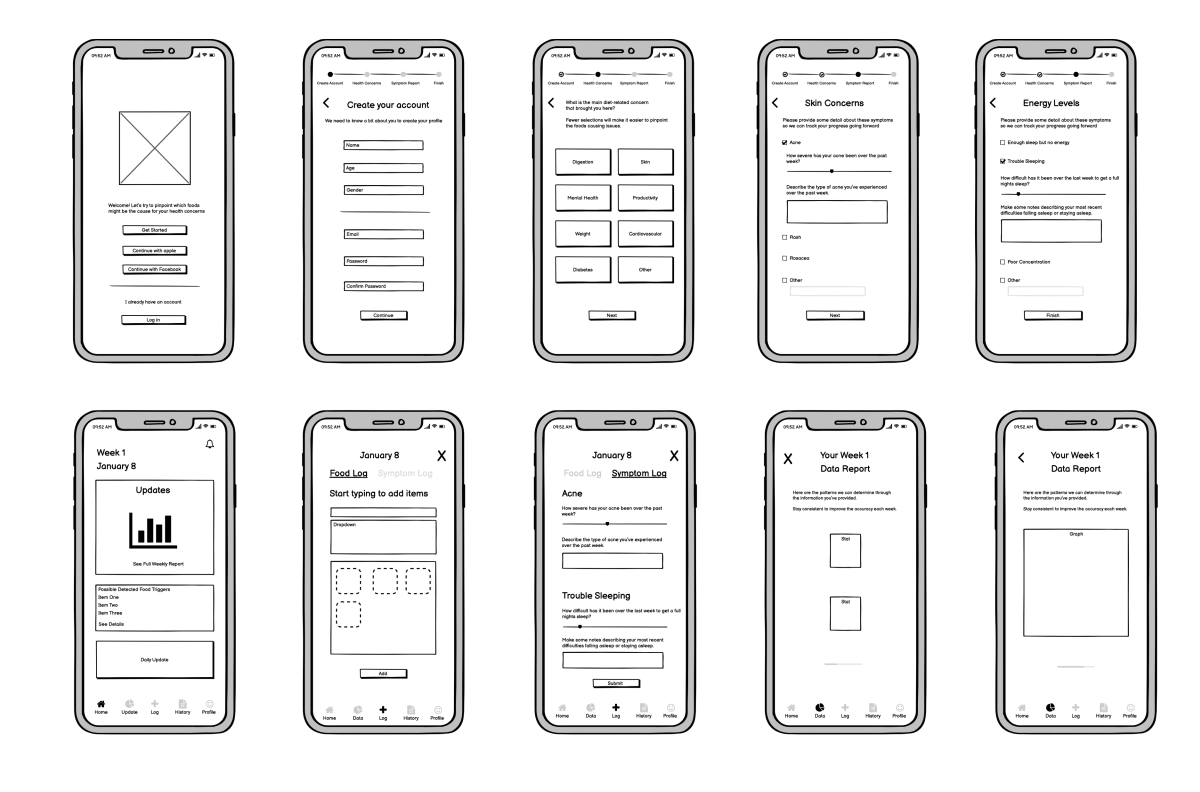 09:52 AM
Welcome! Let's try to pinpoint which foods
might be the cause for your health concerns
Get Started
Continue with apple
Continue with Facebook
I already have an account
Log in
09:52 AM
Create Account
Health Concerns
Symptom Report
Finish
Create your account
We need to know a bit about you to create your profile
Name
Age
Gender
Email
Password
Confirm Password
Continue
09:52 AM
Create Account
Health Concerns
Symptom Report
Finish
What is the main diet-related concern
that brought you here?
Fewer selections will make it easier to pinpoint
the foods causing issues.
Digestion
Skin
Mental Health
Productivity
Weight
Cardiovascular
Diabetes
Other
Next
09:52 AM
Create Account
Health Concerns
Symptom Report
Finish
Skin Concerns
Please provide some detail about these symptoms
so we can track your progress going forward
Acne
How severe has your acne been over the past
week?
Describe the type of acne you've experienced
over the past week.
Rash
Rosacea
Other
Next
09:52 AM
Create Account
Health Concerns
Symptom Report
Finish
Energy Levels
Please provide some detail about these symptoms
so we can track your progress going forward
Enough sleep but no energy
Trouble Sleeping
How difficult has it been over the last week to get a full
nights sleep?
Make some notes describing your most recent
difficulties falling asleep or staying asleep.
Poor Concentration
Other
Finish
09:52 AM
Week 1
January 8
Updates
See Full Weekly Report
Possible Detected Food Triggers
Item One
Item Two
Item Three
See Details
Daily Update
Home
Update
Log
History
Profile
09:52 AM
January 8
X
Food Log
Symptom Log
Start typing to add items
Dropdown
Add
Home
Data
Log
History
Profile
09:52 AM
January 8
X
Food Log
Symptom Log
Acne
How severe has your acne been over the past
week?
Describe the type of acne you've experienced
over the past week.
Trouble Sleeping
How difficult has it been over the last week to get a full
nights sleep?
Make some notes describing your most recent
difficulties falling asleep or staying asleep.
Submit
Home
Data
Log
History
Profile
09:52 AM
X
Your Week 1
Data Report
Here are the patterns we can determine through
the information you've provided.
Stay consistent to improve the accuracy each week.
Stat
Stat
Home
Data
Log
History
Profile
09:52 AM
Your Week 1
Data Report
Here are the patterns we can determine through
the information you've provided.
Stay consistent to improve the accuracy each week.
Graph
Home
Data
Log
History
Profile